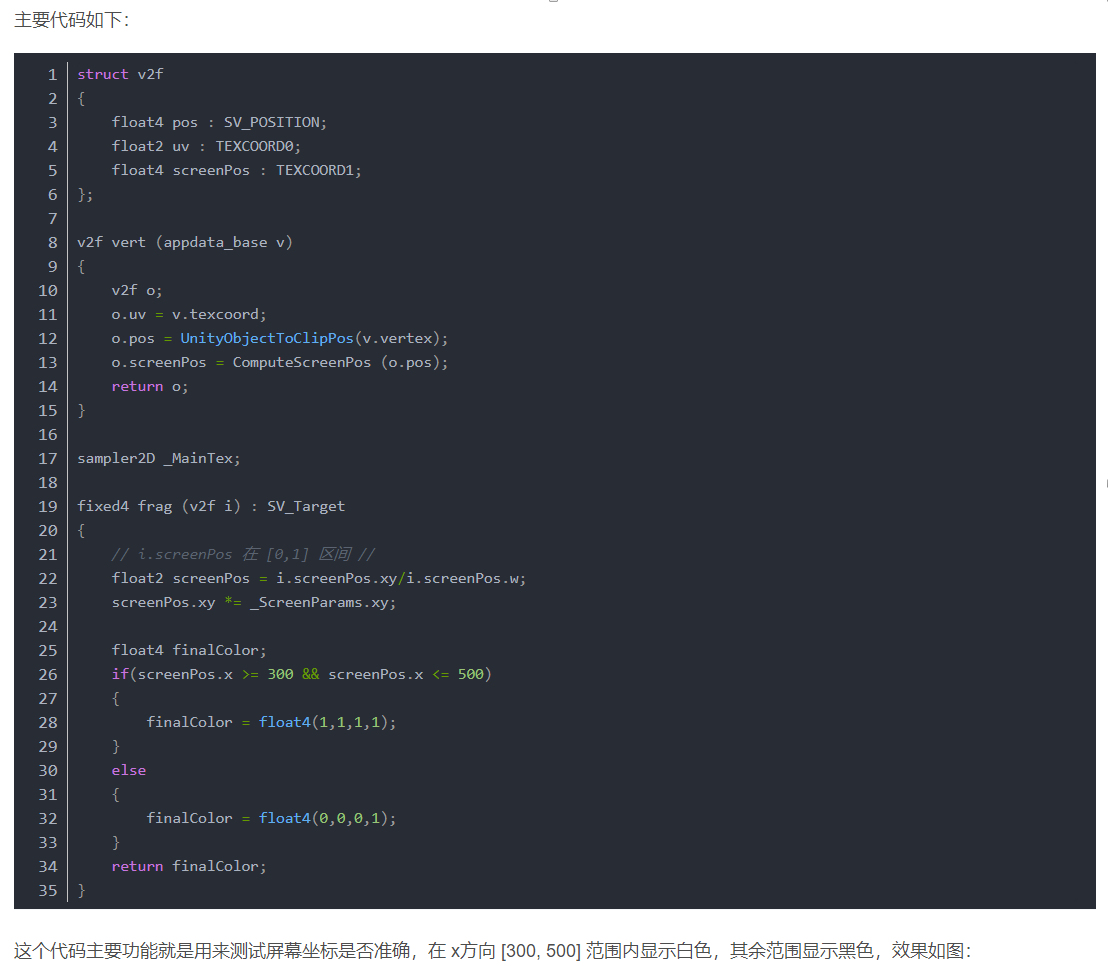 主要代码如下:
1 struct v2f
2 {
3     float4 pos : SV_POSITION;
4     float2 uv : TEXCOORD0;
5     float4 screenPos : TEXCOORD1;
6 };
7
8 v2f vert (appdata_base v)
9 {
10     v2f o;
11     o.uv = v.texcoord;
12     o.pos = UnityObjectToClipPos(v.vertex);
13     o.screenPos = ComputeScreenPos (o.pos);
14     return o;
15 }
16
17 sampler2D _MainTex;
18
19 fixed4 frag (v2f i) : SV_Target
20 {
21     // i.screenPos 在 [0,1] 区间 //
22     float2 screenPos = i.screenPos.xy/i.screenPos.w;
23     screenPos.xy *= _ScreenParams.xy;
24
25     float4 finalColor;
26     if(screenPos.x >= 300 && screenPos.x <= 500)
27     {
28         finalColor = float4(1,1,1,1);
29     }
30     else
31     {
32         finalColor = float4(0,0,0,1);
33     }
34     return finalColor;
35 }
这个代码主要功能就是用来测试屏幕坐标是否准确，在 x方向 [300, 500] 范围内显示白色，其余范围显示黑色，效果如图：